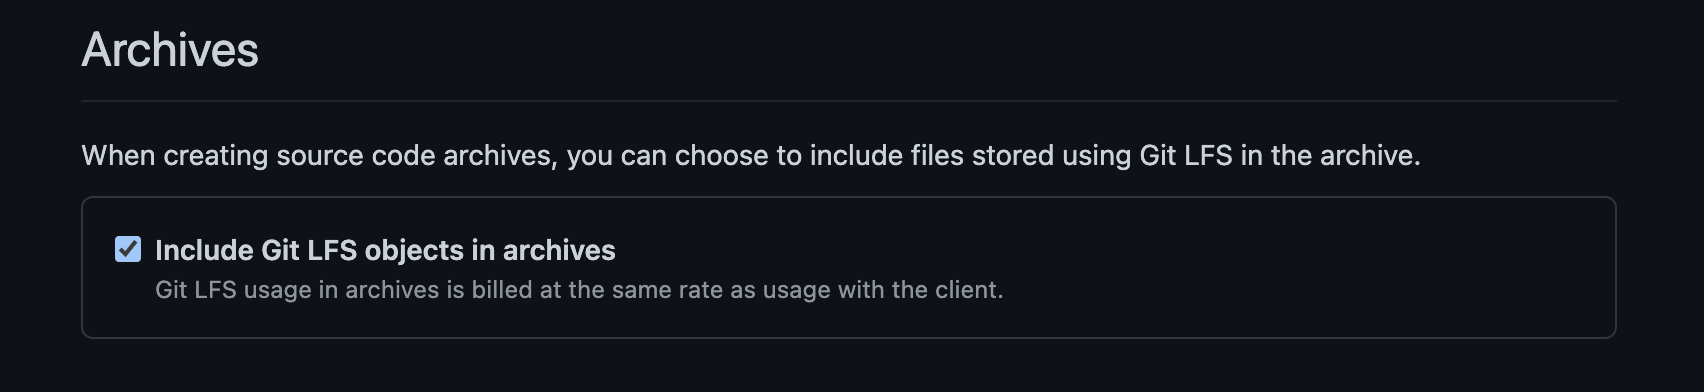 Archives
When creating source code archives, you can choose to include files stored using Git LFS in the archive.
Include Git LFS objects in archives
Git LFS usage in archives is billed at the same rate as usage with the client.